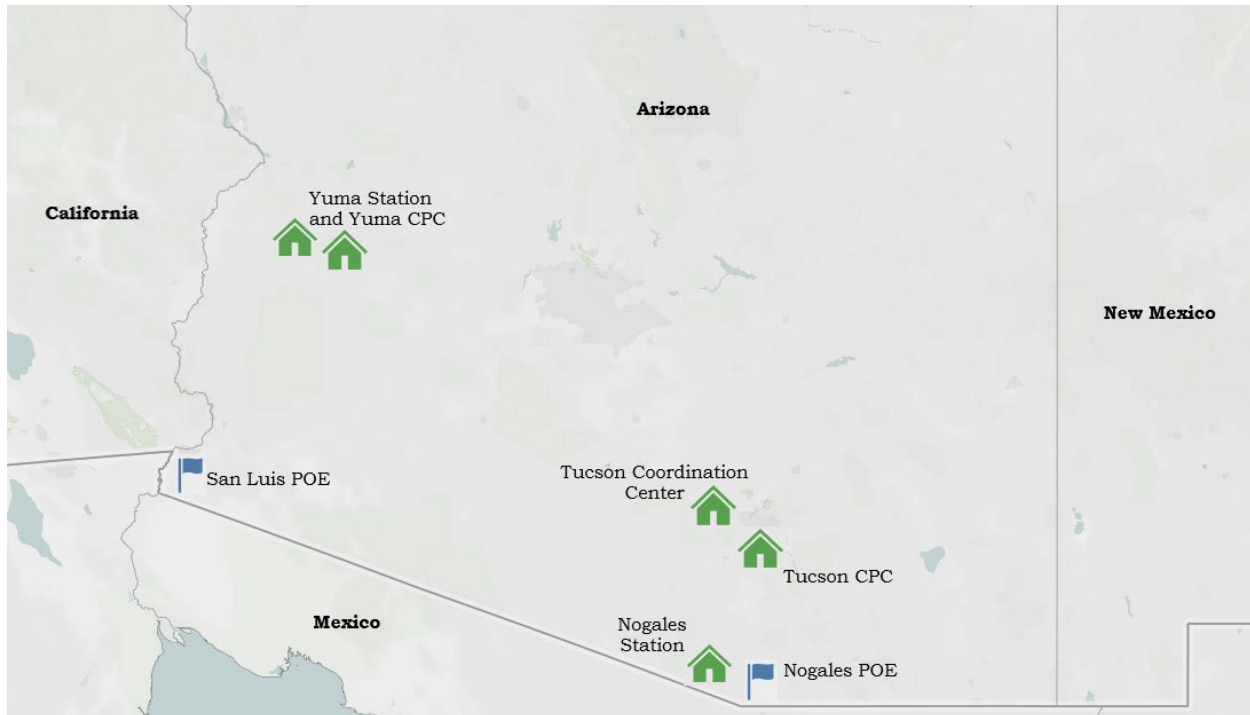 Arizona
Yuma Station
and Yuma CPC
California
New Mexico
San Luis POE
Tucson Coordination
Center
Tucson CPC
Mexico
Nogales
Station
Nogales POE